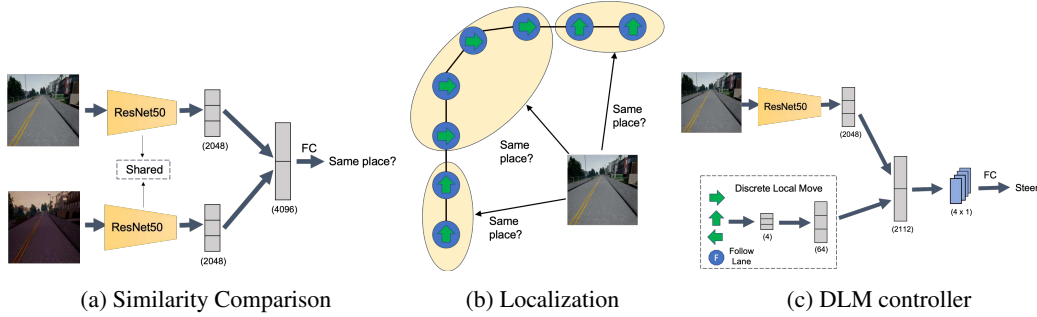 ResNet50
(2048)
Shared
FC
Same place?
(4096)
ResNet50
(2048)
(a) Similarity Comparison
Same
place?
Same
place?
Same
place?
(b) Localization
ResNet50
(2048)
Discrete Local Move
(4)
(64)
F
Follow
Lane
(2112)
(4 x 1)
FC
Steer
(c) DLM controller